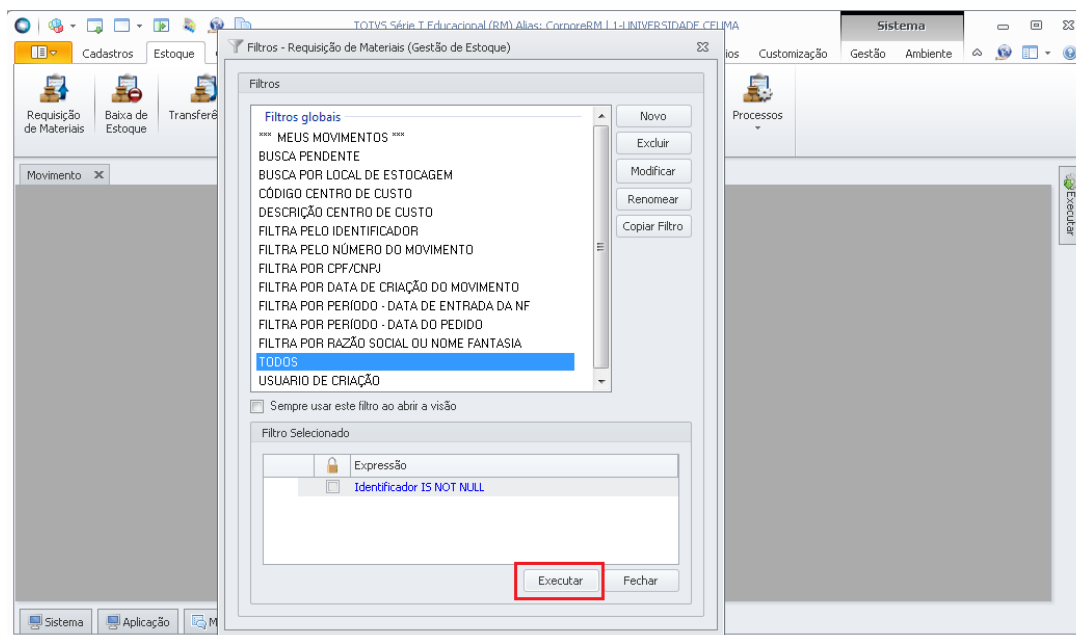 TOTVS Série T Educacional (RM) Alias: CorporeRM | 1-UNIVERSIDADE CEUMA
Sistema
Cadastros Estoque
ios Customização Gestão Ambiente
Filtros - Requisição de Materiais (Gestão de Estoque)
Requisição de Materiais
Baixa de Estoque
Transferê
Processos
Movimento
Executar
Filtros
Filtros globais
*** MEUS MOVIMENTOS ***
BUSCA PENDENTE
BUSCA POR LOCAL DE ESTOCAGEM
CÓDIGO CENTRO DE CUSTO
DESCRIÇÃO CENTRO DE CUSTO
FILTRA PELO IDENTIFICADOR
FILTRA PELO NÚMERO DO MOVIMENTO
FILTRA POR CPF/CNPJ
FILTRA POR DATA DE CRIAÇÃO DO MOVIMENTO
FILTRA POR PERÍODO - DATA DE ENTRADA DA NF
FILTRA POR PERÍODO - DATA DO PEDIDO
FILTRA POR RAZÃO SOCIAL OU NOME FANTASIA
TODOS
USUARIO DE CRIAÇÃO
Novo
Excluir
Modificar
Renomear
Copiar Filtro
Sempre usar este filtro ao abrir a visão
Filtro Selecionado
Expressão
Identificador IS NOT NULL
Executar Fechar
Sistema Aplicação M